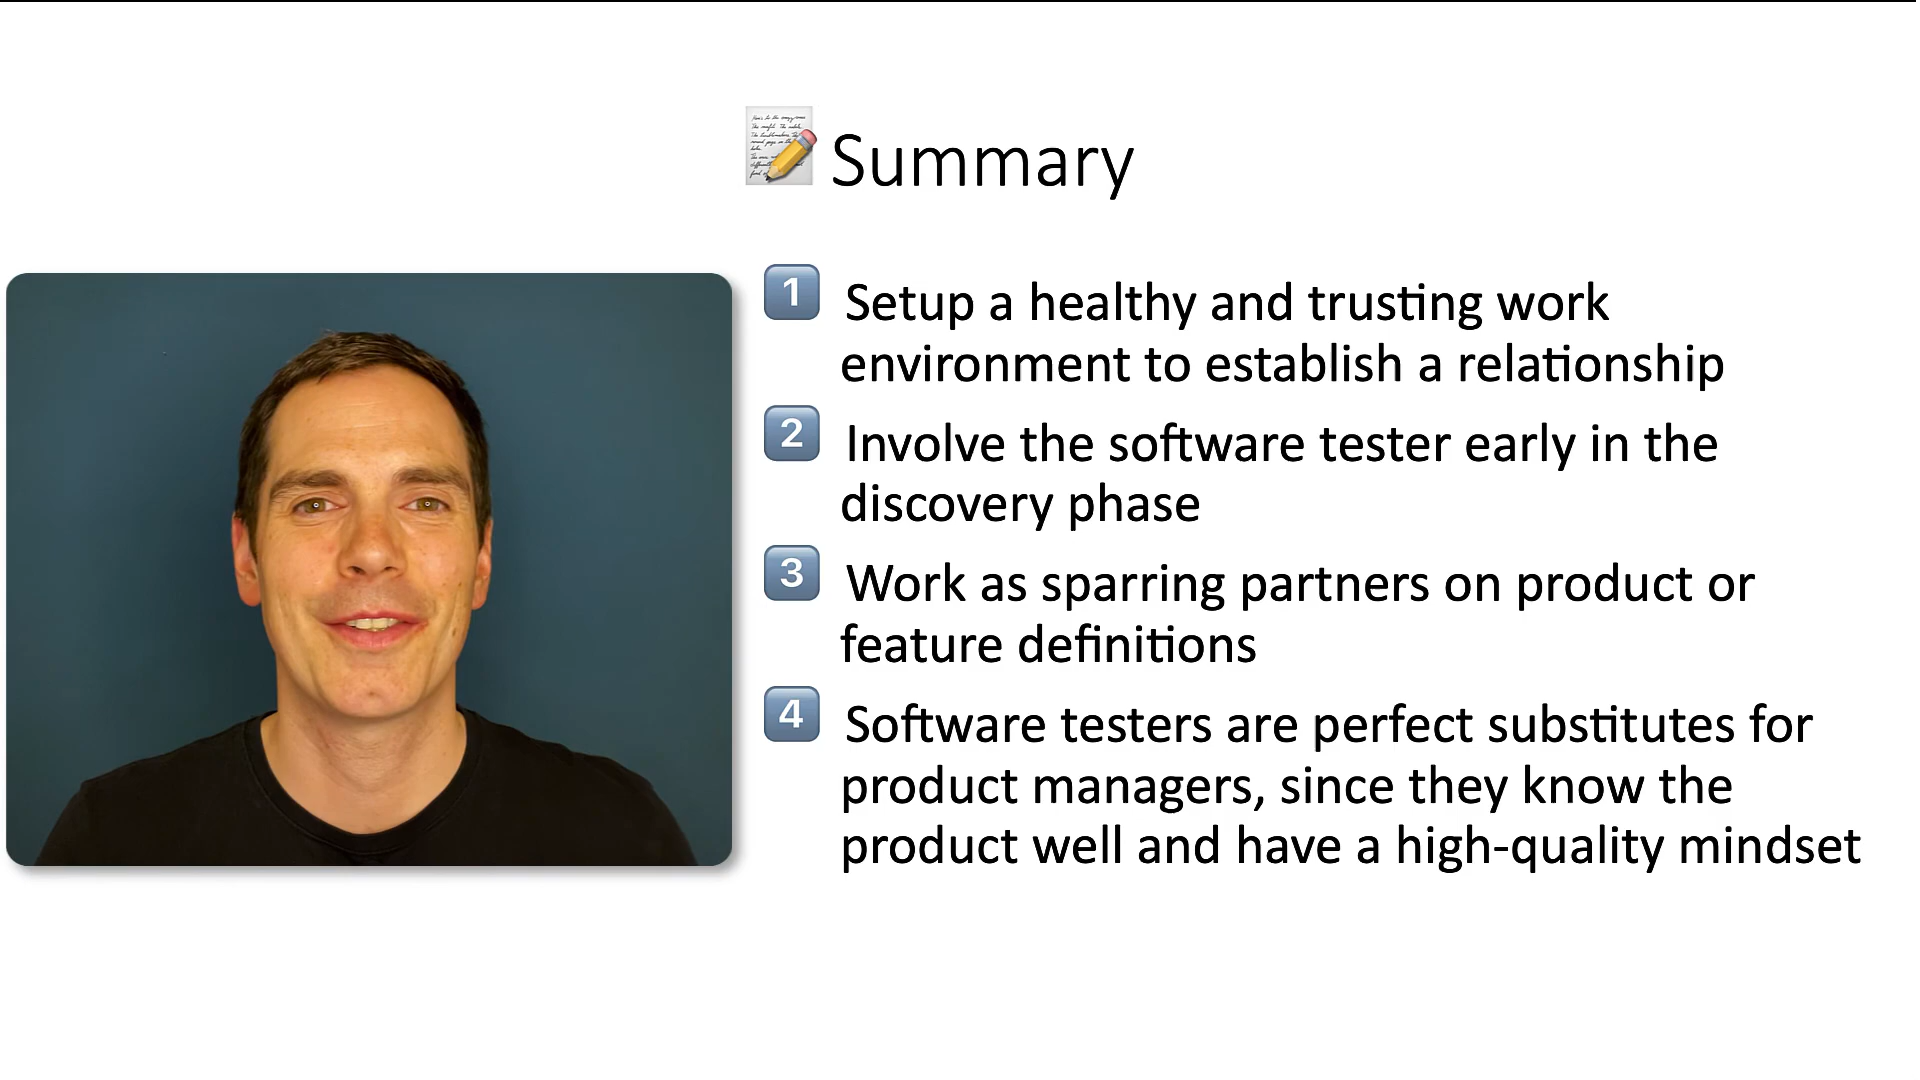 Summary
1 Setup a healthy and trusting work
environment to establish a relationship
2 Involve the software tester early in the
discovery phase
3 Work as sparring partners on product or
feature definitions
4 Software testers are perfect substitutes for
product managers, since they know the
product well and have a high-quality mindset